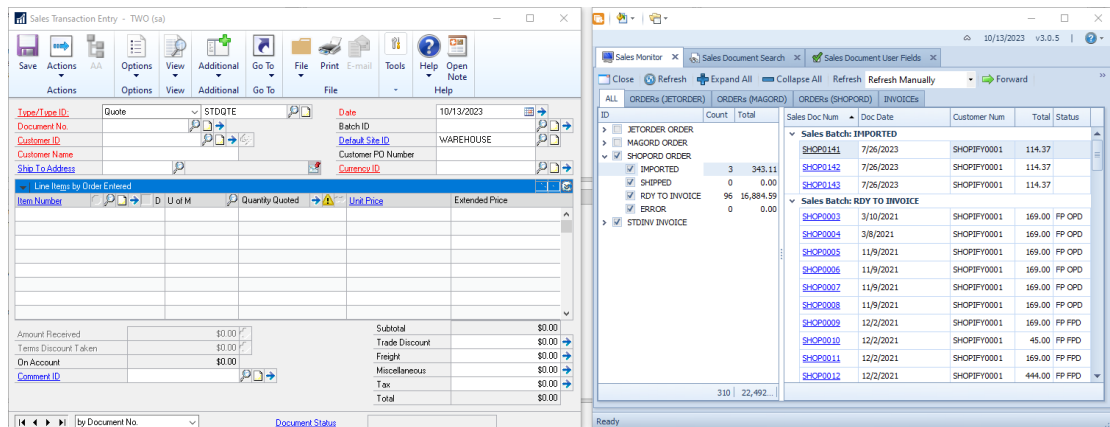 Sales Transaction Entry - TWO (sa)
Save Actions AA Options View Additional Go To File Print E-mail Tools Help Open Note
Actions Options View Additional Go To File Help
Type/Type ID: Quote STDQTE Date 10/13/2023
Document No. Batch ID
Customer ID Default Site ID WAREHOUSE
Customer Name Customer PO Number
Ship To Address Currency ID
Line Items by Order Entered
Item Number D U of M Quantity Quoted Unit Price Extended Price
Subtotal $0.00
Amount Received $0.00 Trade Discount $0.00
Terms Discount Taken $0.00 Freight $0.00
On Account $0.00 Miscellaneous $0.00
Comment ID Tax $0.00
Total $0.00
by Document No. Document Status
10/13/2023 v3.0.5
Sales Monitor Sales Document Search Sales Document User Fields
Close Refresh Expand All Collapse All Refresh Refresh Manually Forward
ALL ORDERs (JETORDER) ORDERs (MAGORD) ORDERs (SHOPORD) INVOICEs
ID Count Total
JETORDER ORDER
MAGORD ORDER
SHOPORD ORDER
IMPORTED 3 343.11
SHIPPED 0 0.00
RDY TO INVOICE 96 16,884.59
ERROR 0 0.00
STDINV INVOICE
310 22,492...
Sales Doc Num Doc Date Customer Num Total Status
Sales Batch: IMPORTED
SHOP0141 7/26/2023 SHOPIFY0001 114.37
SHOP0142 7/26/2023 SHOPIFY0001 114.37
SHOP0143 7/26/2023 SHOPIFY0001 114.37
Sales Batch: RDY TO INVOICE
SHOP0003 3/10/2021 SHOPIFY0001 169.00 FP OPD
SHOP0004 3/8/2021 SHOPIFY0001 169.00 FP OPD
SHOP0005 11/9/2021 SHOPIFY0001 169.00 FP OPD
SHOP0006 11/9/2021 SHOPIFY0001 169.00 FP OPD
SHOP0007 11/9/2021 SHOPIFY0001 169.00 FP OPD
SHOP0008 11/9/2021 SHOPIFY0001 169.00 FP OPD
SHOP0009 12/2/2021 SHOPIFY0001 169.00 FP FPD
SHOP0010 12/2/2021 SHOPIFY0001 45.00 FP FPD
SHOP0011 12/2/2021 SHOPIFY0001 169.00 FP FPD
SHOP0012 12/2/2021 SHOPIFY0001 444.00 FP FPD
Ready